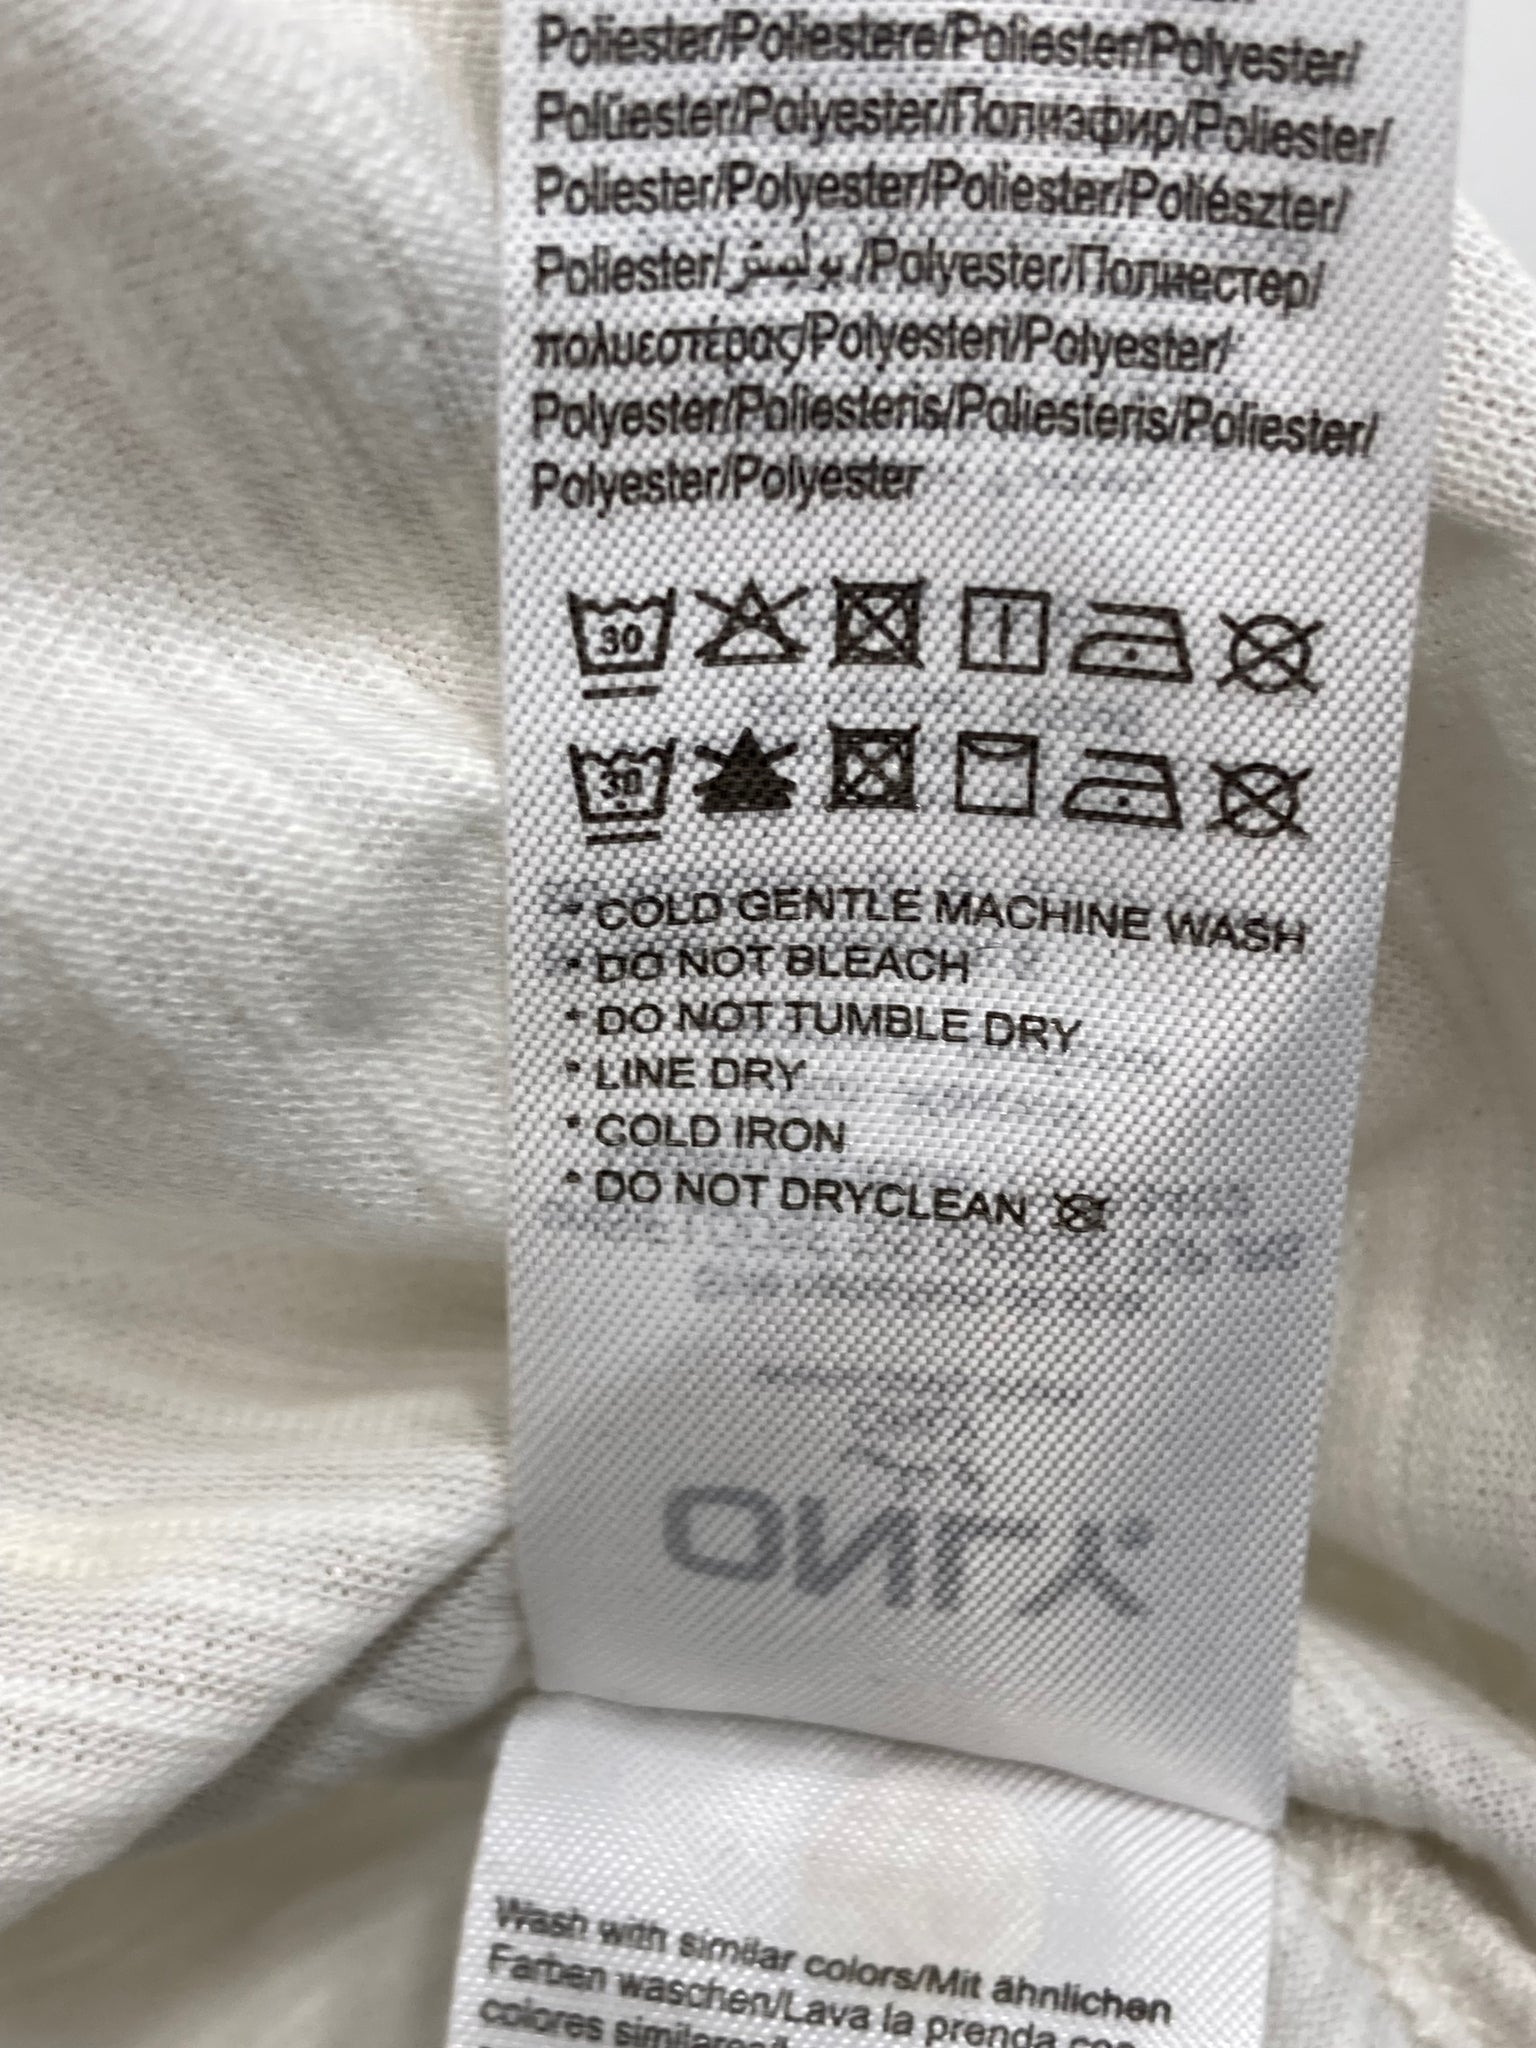 Poliester/Poliestere/Poliester/Polyester/
Polüester/Polyester/Полиэфир/Poliester/
Poliester/Polyester/Poliester/Poliészter/
Poliester/بوليستر/Polyester/Полиестер/
πολυεστέρας/Polyesteri/Polyester/
Polyester/Poliesteris/Poliesteris/Poliester/
Polyester/Polyester
30
30
* COLD GENTLE MACHINE WASH
* DO NOT BLEACH
* DO NOT TUMBLE DRY
* LINE DRY
* COLD IRON
* DO NOT DRYCLEAN
ONLY
Wash with similar colors/Mit ähnlichen
Farben waschen/Lava la prenda con
colores similares/